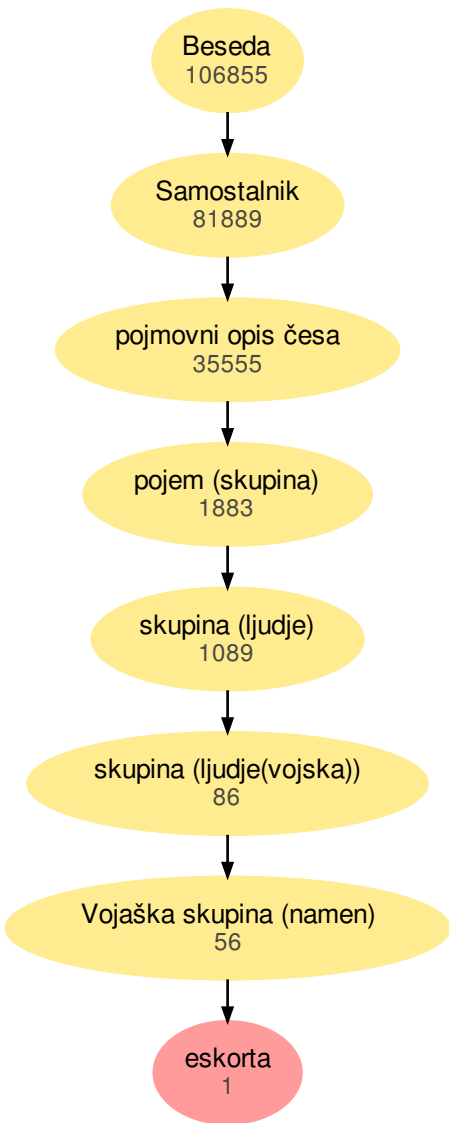 Beseda
106855
Samostalnik
81889
pojmovni opis česa
35555
pojem (skupina)
1883
skupina (ljudje)
1089
skupina (ljudje(vojska))
86
Vojaška skupina (namen)
56
eskorta
1